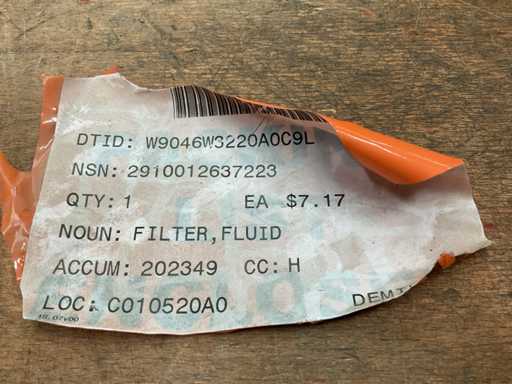 DTID: W9046W3220A0C9L
NSN: 2910012637223
QTY: 1 EA $7.17
NOUN: FILTER,FLUID
ACCUM: 202349 CC: H
LOC: C010520A0